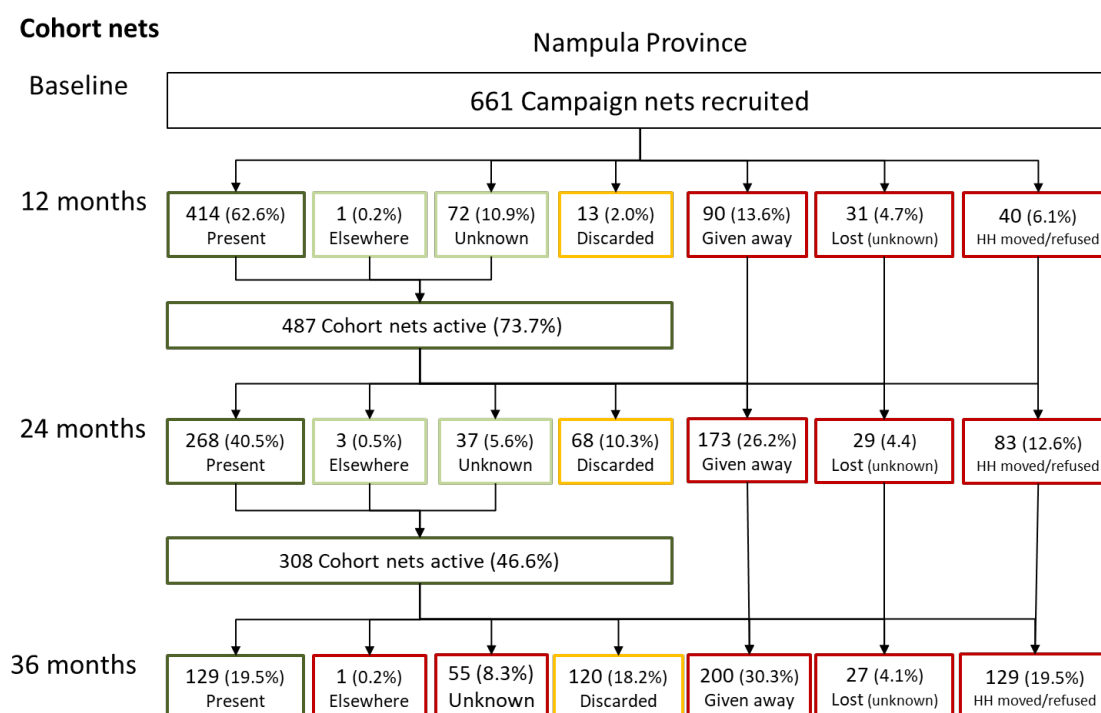 Cohort nets
Nampula Province
Baseline
661 Campaign nets recruited
12 months
414 (62.6%)
Present
1 (0.2%)
Elsewhere
72 (10.9%)
Unknown
13 (2.0%)
Discarded
90 (13.6%)
Given away
31 (4.7%)
Lost (unknown)
40 (6.1%)
HH moved/refused
487 Cohort nets active (73.7%)
24 months
268 (40.5%)
Present
3 (0.5%)
Elsewhere
37 (5.6%)
Unknown
68 (10.3%)
Discarded
173 (26.2%)
Given away
29 (4.4)
Lost (unknown)
83 (12.6%)
HH moved/refused
308 Cohort nets active (46.6%)
36 months
129 (19.5%)
Present
1 (0.2%)
Elsewhere
55 (8.3%)
Unknown
120 (18.2%)
Discarded
200 (30.3%)
Given away
27 (4.1%)
Lost (unknown)
129 (19.5%)
HH moved/refused